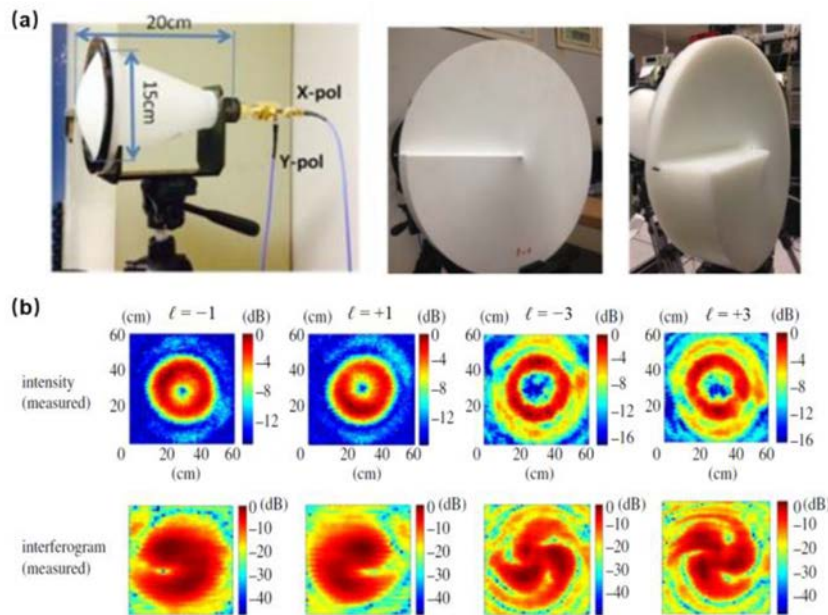 (a)
20cm
15cm
X-pol
Y-pol
(b)
(cm) ℓ = −1 (dB) (cm) ℓ = +1 (dB) (cm) ℓ = −3 (dB) (cm) ℓ = +3 (dB)
60 0 60 0 60 0 60 0
−4 −4 −4 −4
40 40 40 40
intensity
(measured)
−8 −8 −8 −8
20 20 20 20
−12 −12 −12 −12
−16 −16
0 20 40 60 0 20 40 60 0 20 40 60 0 20 40 60
(cm) (cm) (cm) (cm)
0 (dB) 0 (dB) 0 (dB) 0 (dB)
−10 −10 −10 −10
interferogram
(measured)
−20 −20 −20 −20
−30 −30 −30 −30
−40 −40 −40 −40